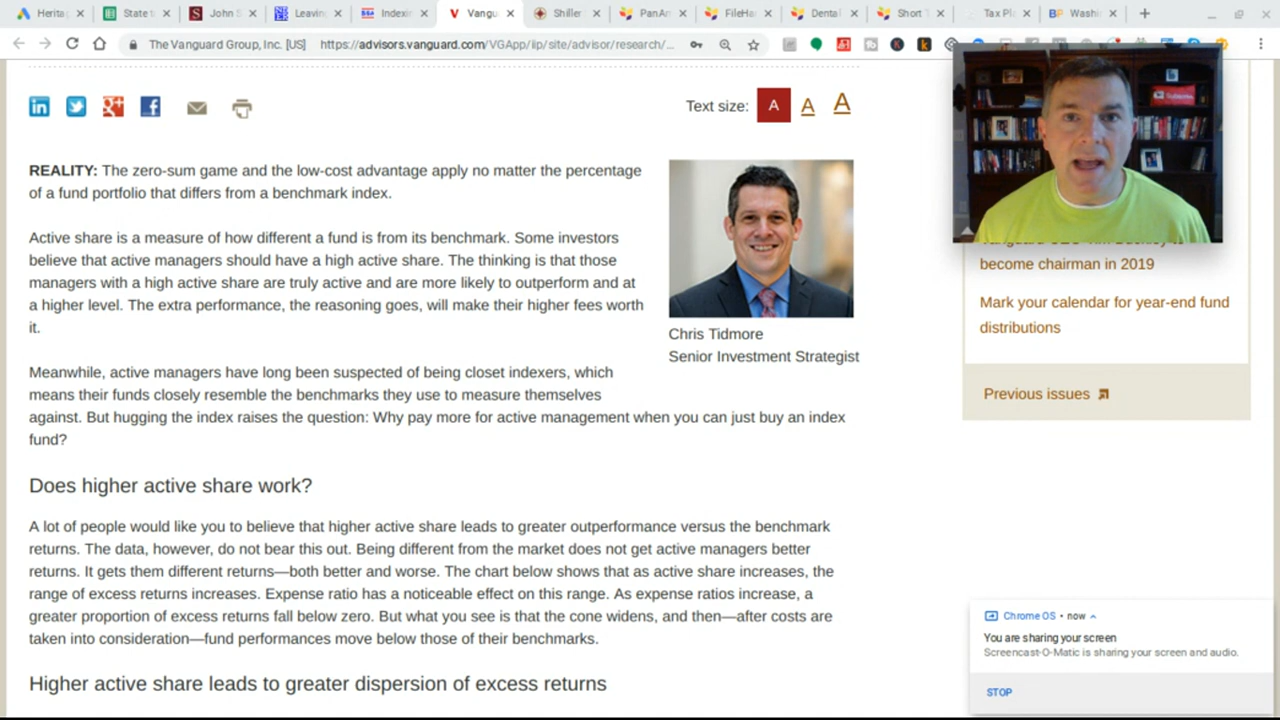 Herita
State t
John S
Leavin
Indexin
Vangu
Shiller
PanAm
FileHa
Dental
Short T
Tax Pl
Washi
The Vanguard Group, Inc. [US]
https://advisors.vanguard.com/VGApp/iip/site/advisor/research/...
Text size: A A A
REALITY: The zero-sum game and the low-cost advantage apply no matter the percentage
of a fund portfolio that differs from a benchmark index.
Active share is a measure of how different a fund is from its benchmark. Some investors
believe that active managers should have a high active share. The thinking is that those
managers with a high active share are truly active and are more likely to outperform and at
a higher level. The extra performance, the reasoning goes, will make their higher fees worth
it.
Chris Tidmore
Senior Investment Strategist
Meanwhile, active managers have long been suspected of being closet indexers, which
means their funds closely resemble the benchmarks they use to measure themselves
against. But hugging the index raises the question: Why pay more for active management when you can just buy an index
fund?
Does higher active share work?
A lot of people would like you to believe that higher active share leads to greater outperformance versus the benchmark
returns. The data, however, do not bear this out. Being different from the market does not get active managers better
returns. It gets them different returns—both better and worse. The chart below shows that as active share increases, the
range of excess returns increases. Expense ratio has a noticeable effect on this range. As expense ratios increase, a
greater proportion of excess returns fall below zero. But what you see is that the cone widens, and then—after costs are
taken into consideration—fund performances move below those of their benchmarks.
Higher active share leads to greater dispersion of excess returns
become chairman in 2019
Mark your calendar for year-end fund
distributions
Previous issues
Chrome OS • now
You are sharing your screen
Screencast-O-Matic is sharing your screen and audio.
STOP